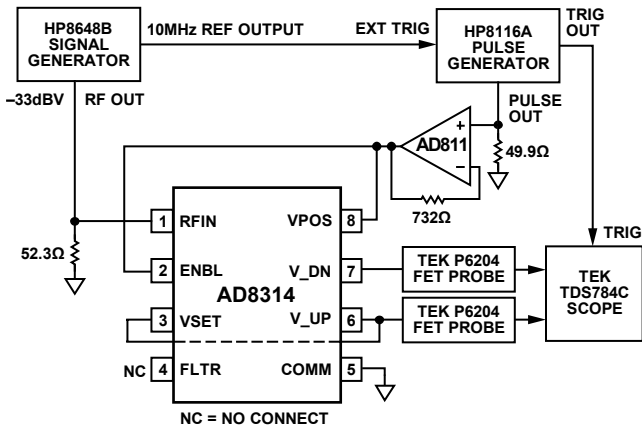 HP8648B
SIGNAL
GENERATOR
10MHz REF OUTPUT
EXT TRIG
HP8116A
PULSE
GENERATOR
TRIG
OUT
–33dBV
RF OUT
PULSE
OUT
+
AD811
–
49.9Ω
732Ω
52.3Ω
1 RFIN
VPOS 8
2 ENBL
V_DN 7
AD8314
3 VSET
V_UP 6
NC 4 FLTR
COMM 5
TEK P6204
FET PROBE
TEK P6204
FET PROBE
TRIG
TEK
TDS784C
SCOPE
NC = NO CONNECT